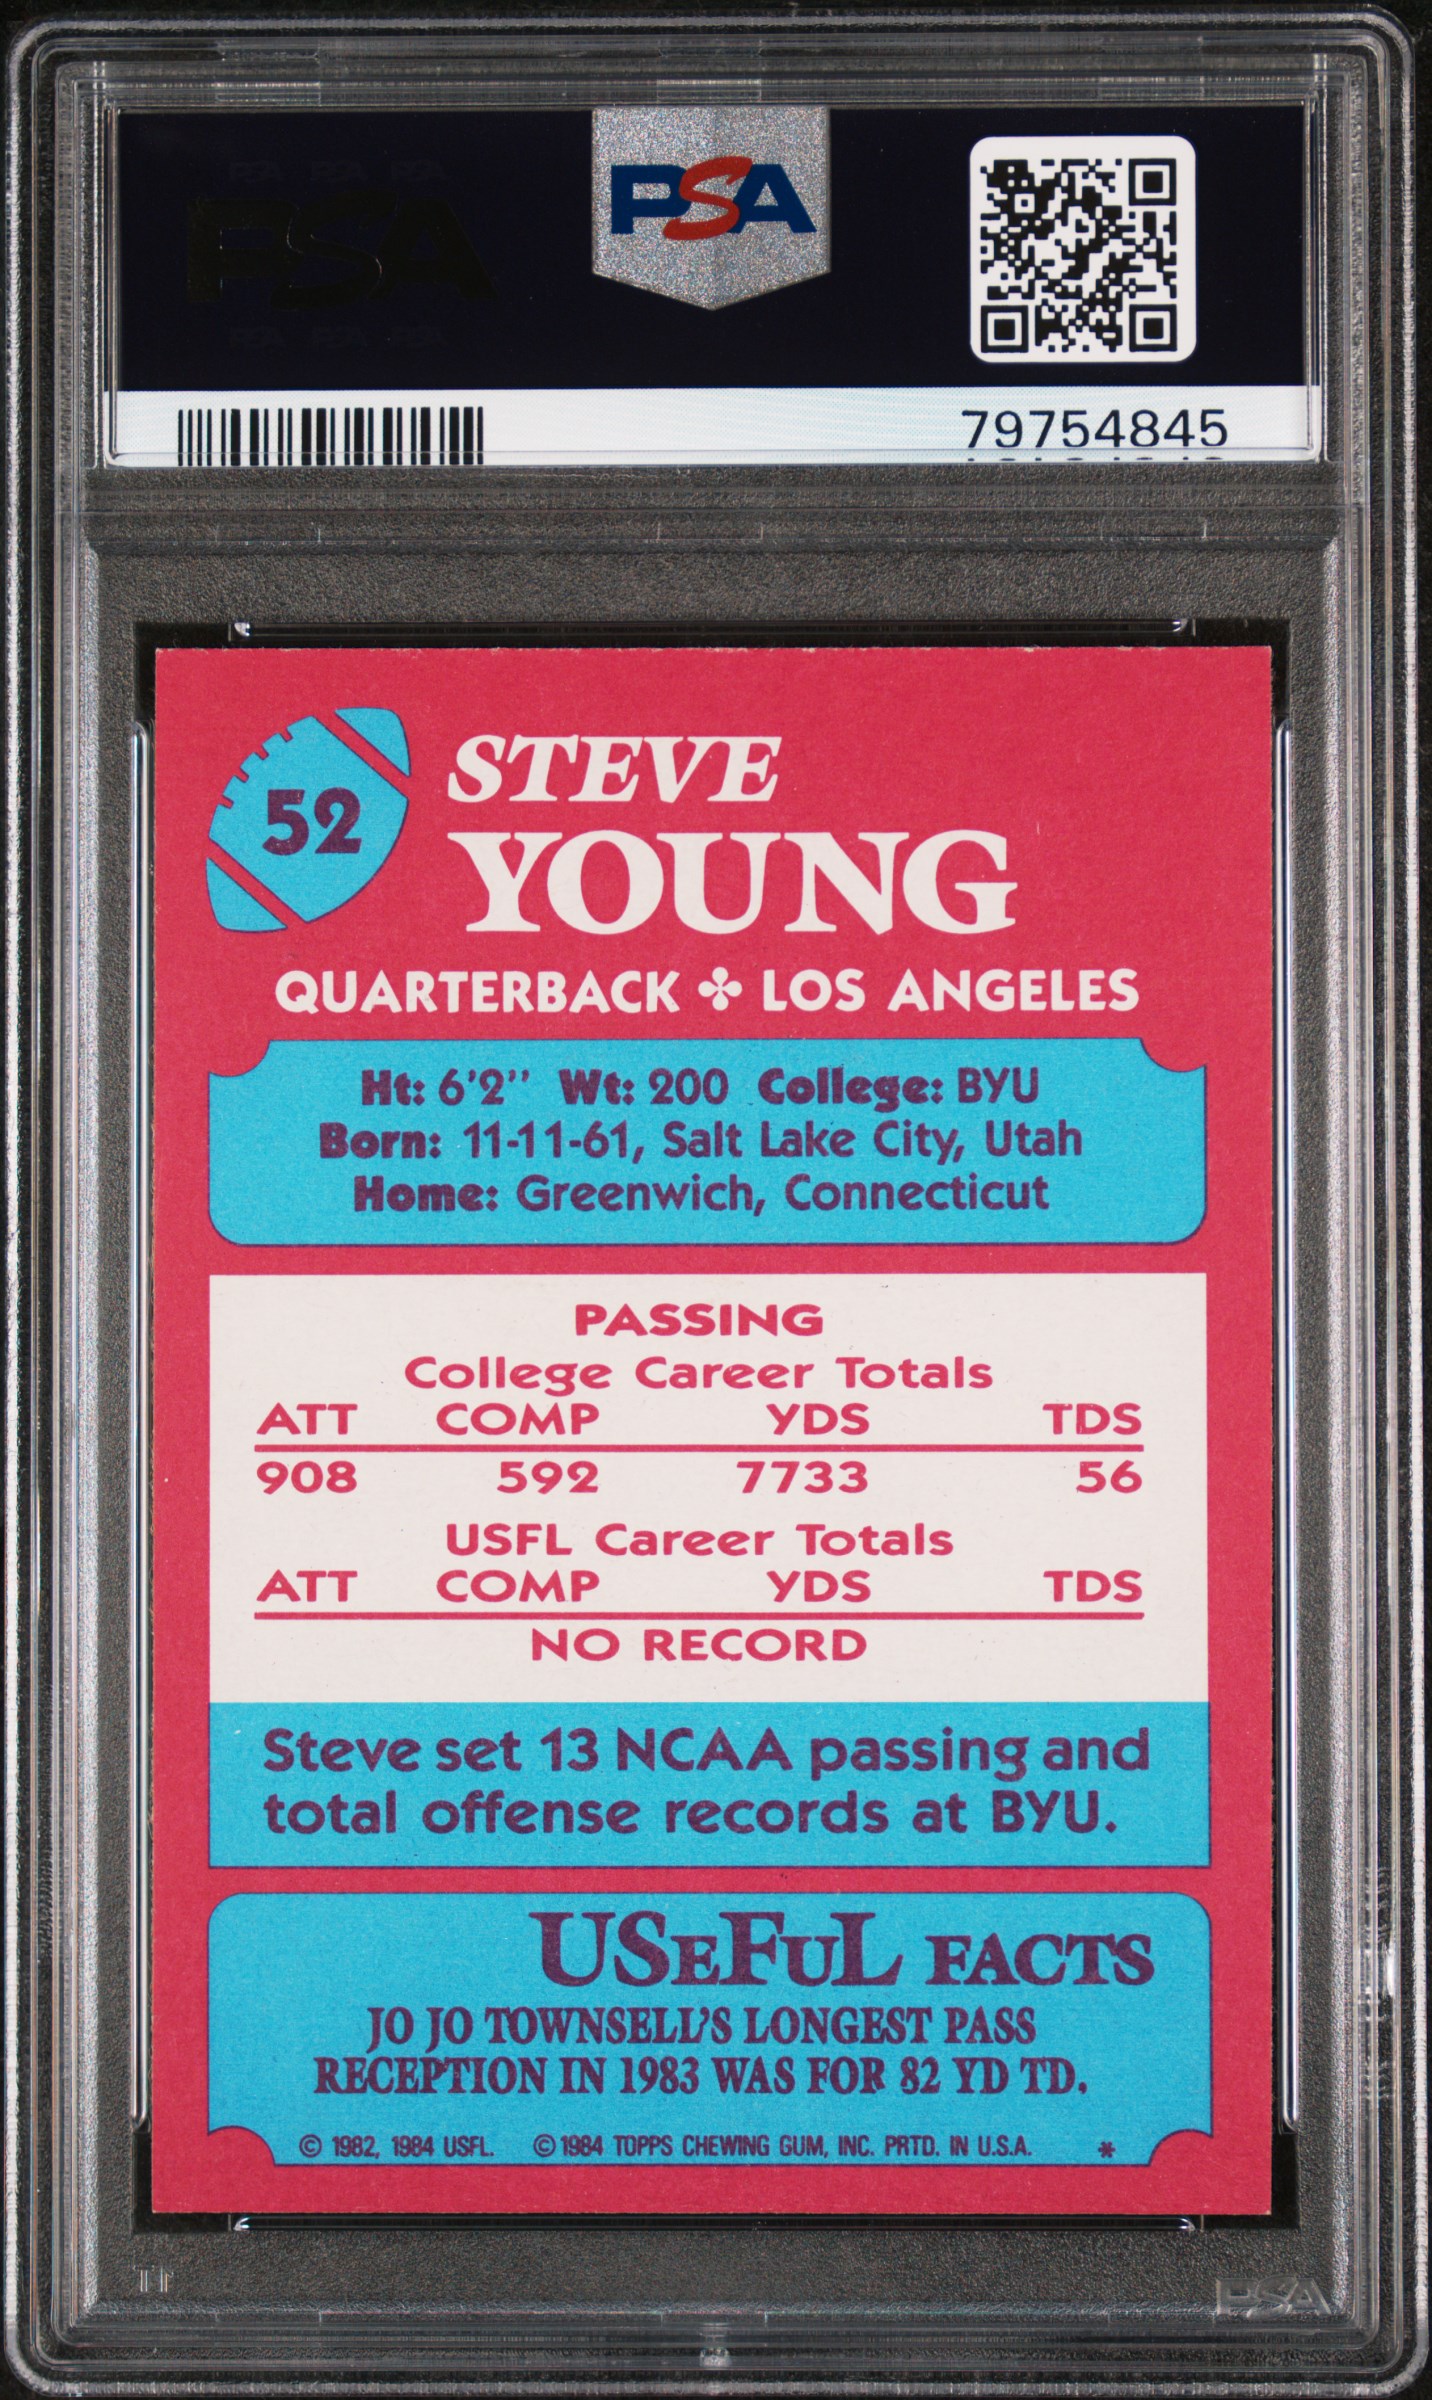 PSA
79754845
52
STEVE
YOUNG
QUARTERBACK ✤ LOS ANGELES
Ht: 6'2" Wt: 200 College: BYU
Born: 11-11-61, Salt Lake City, Utah
Home: Greenwich, Connecticut
PASSING
College Career Totals
ATT COMP YDS TDS
908 592 7733 56
USFL Career Totals
ATT COMP YDS TDS
NO RECORD
Steve set 13 NCAA passing and
total offense records at BYU.
USeFuL FACTS
JO JO TOWNSELL'S LONGEST PASS
RECEPTION IN 1983 WAS FOR 82 YD TD.
© 1982, 1984 USFL. © 1984 TOPPS CHEWING GUM, INC. PRTD. IN U.S.A. *
PSA